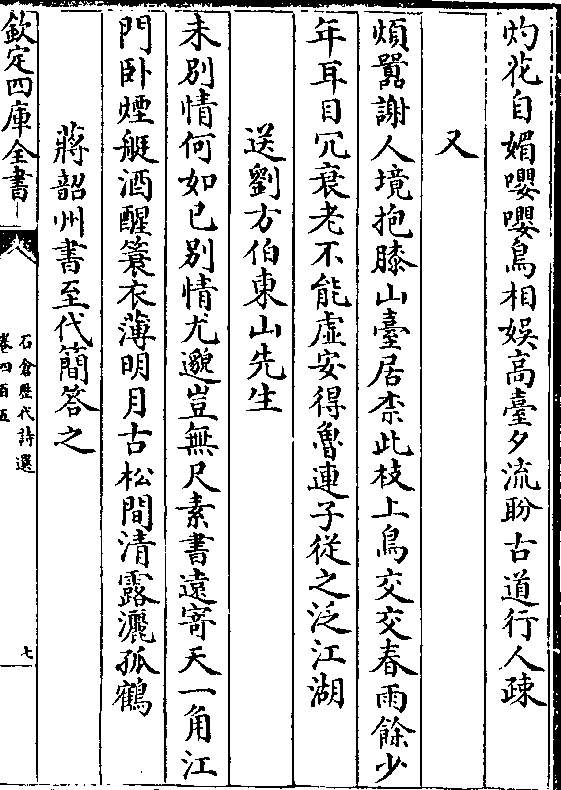 灼花自媚嚶嚶鳥相娯高臺夕流盼古道行人疎
又
煩囂謝人境抱膝山臺居柰此枝上鳥交交春雨餘少
年耳目冗衰老不能虚安得魯連子從之泛江湖
送劉方伯東山先生
未别情何如已别情尤邈豈無尺素書遠寄天一角江
門卧煙艇酒醒蓑衣薄明月古松間清露灑孤鶴
蔣韶州書至代簡答之
欽定四庫全書
石倉歴代詩選
卷四百五
七